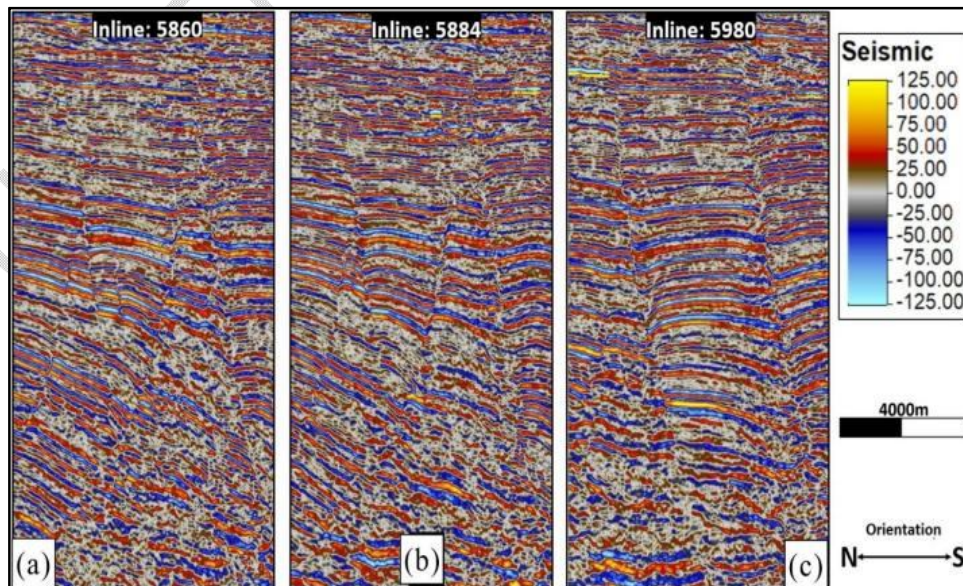 Inline: 5860
Inline: 5884
Inline: 5980
(a)
(b)
(c)
Seismic
125.00
100.00
75.00
50.00
25.00
0.00
-25.00
-50.00
-75.00
-100.00
-125.00
4000m
Orientation
N S